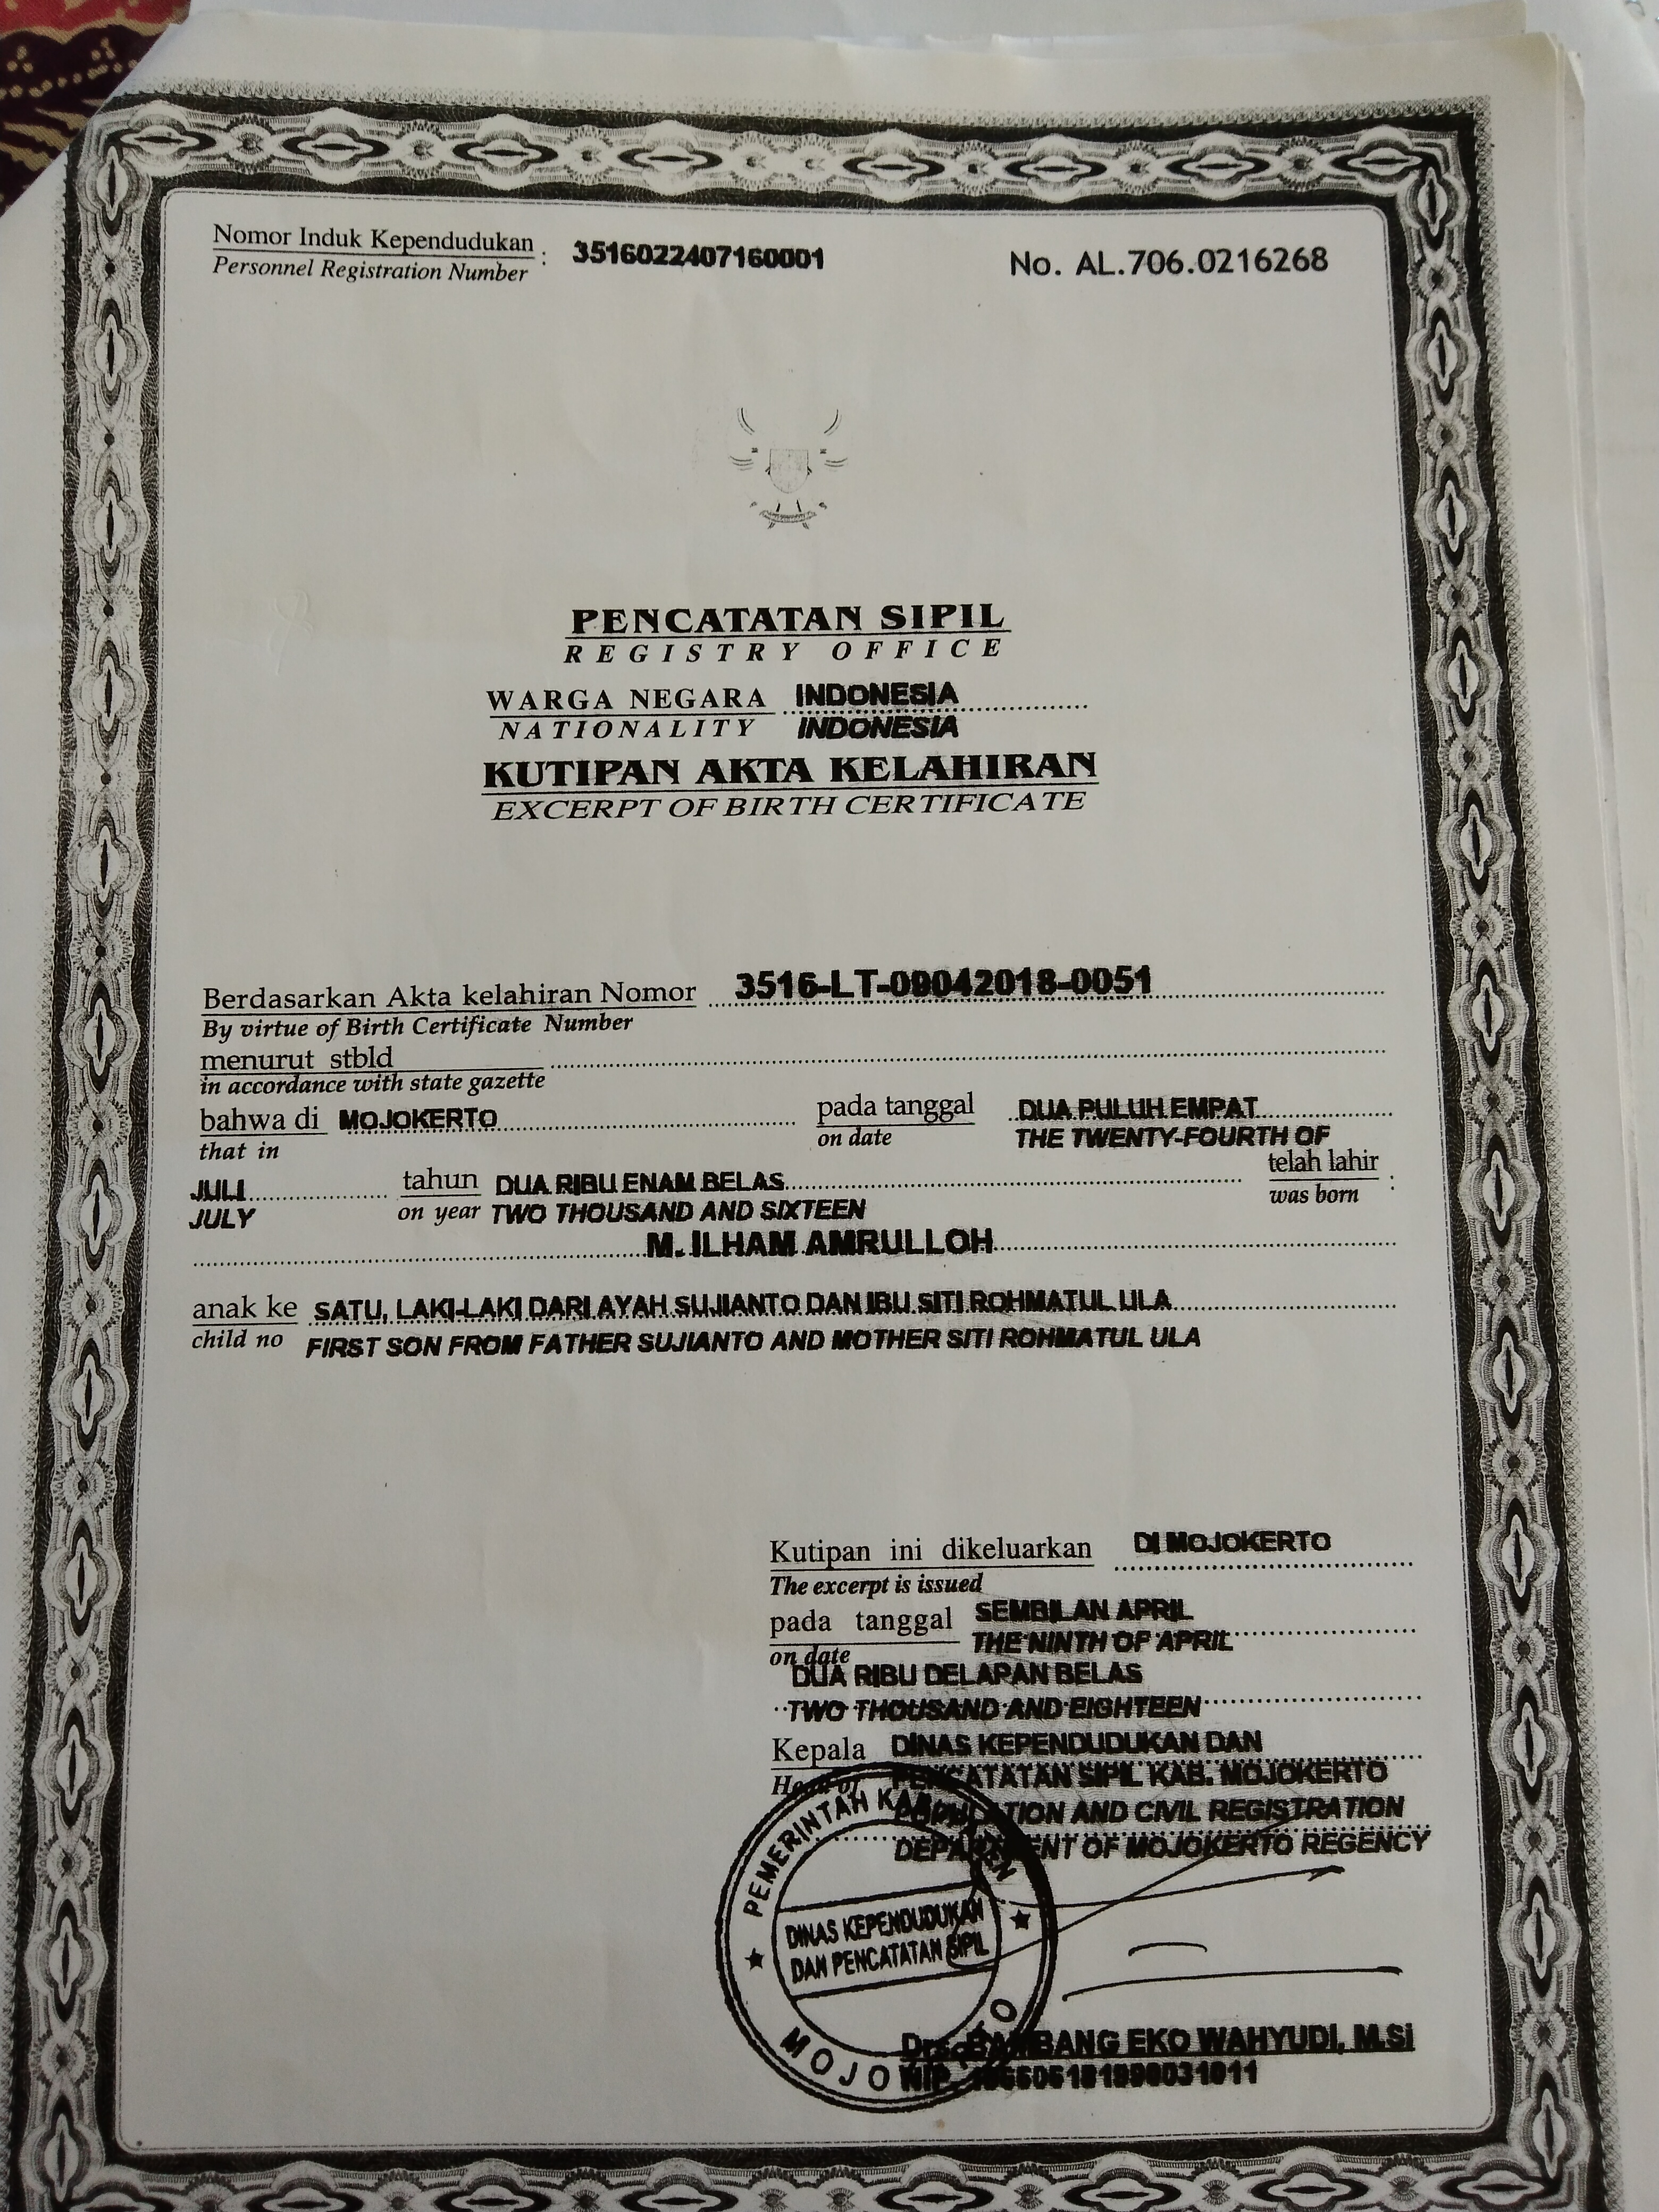 Nomor Induk Kependudukan : 3516022407160001 No. AL.706.0216268
Personnel Registration Number
PENCATATAN SIPIL
REGISTRY OFFICE
WARGA NEGARA INDONESIA
NATIONALITY INDONESIA
KUTIPAN AKTA KELAHIRAN
EXCERPT OF BIRTH CERTIFICATE
Berdasarkan Akta kelahiran Nomor 3516-LT-09042018-0051
By virtue of Birth Certificate Number
menurut stbld
in accordance with state gazette
bahwa di MOJOKERTO pada tanggal DUA PULUH EMPAT
that in on date THE TWENTY-FOURTH OF
JULI tahun DUA RIBU ENAM BELAS telah lahir :
JULY on year TWO THOUSAND AND SIXTEEN was born
M. ILHAM AMRULLOH
anak ke SATU, LAKI-LAKI DARI AYAH SUJIANTO DAN IBU SITI ROHMATUL ULA
child no FIRST SON FROM FATHER SUJIANTO AND MOTHER SITI ROHMATUL ULA
Kutipan ini dikeluarkan DI MOJOKERTO
The excerpt is issued
pada tanggal SEMBILAN APRIL
on date THE NINTH OF APRIL
DUA RIBU DELAPAN BELAS
TWO THOUSAND AND EIGHTEEN
Kepala DINAS KEPENDUDUKAN DAN
Head of PENCATATAN SIPIL KAB. MOJOKERTO
POPULATION AND CIVIL REGISTRATION
DEPARTMENT OF MOJOKERTO REGENCY
PEMERINTAH KABUPATEN
DINAS KEPENDUDUKAN
DAN PENCATATAN SIPIL
MOJOKERTO
Drs. BAMBANG EKO WAHYUDI, M.Si
NIP.